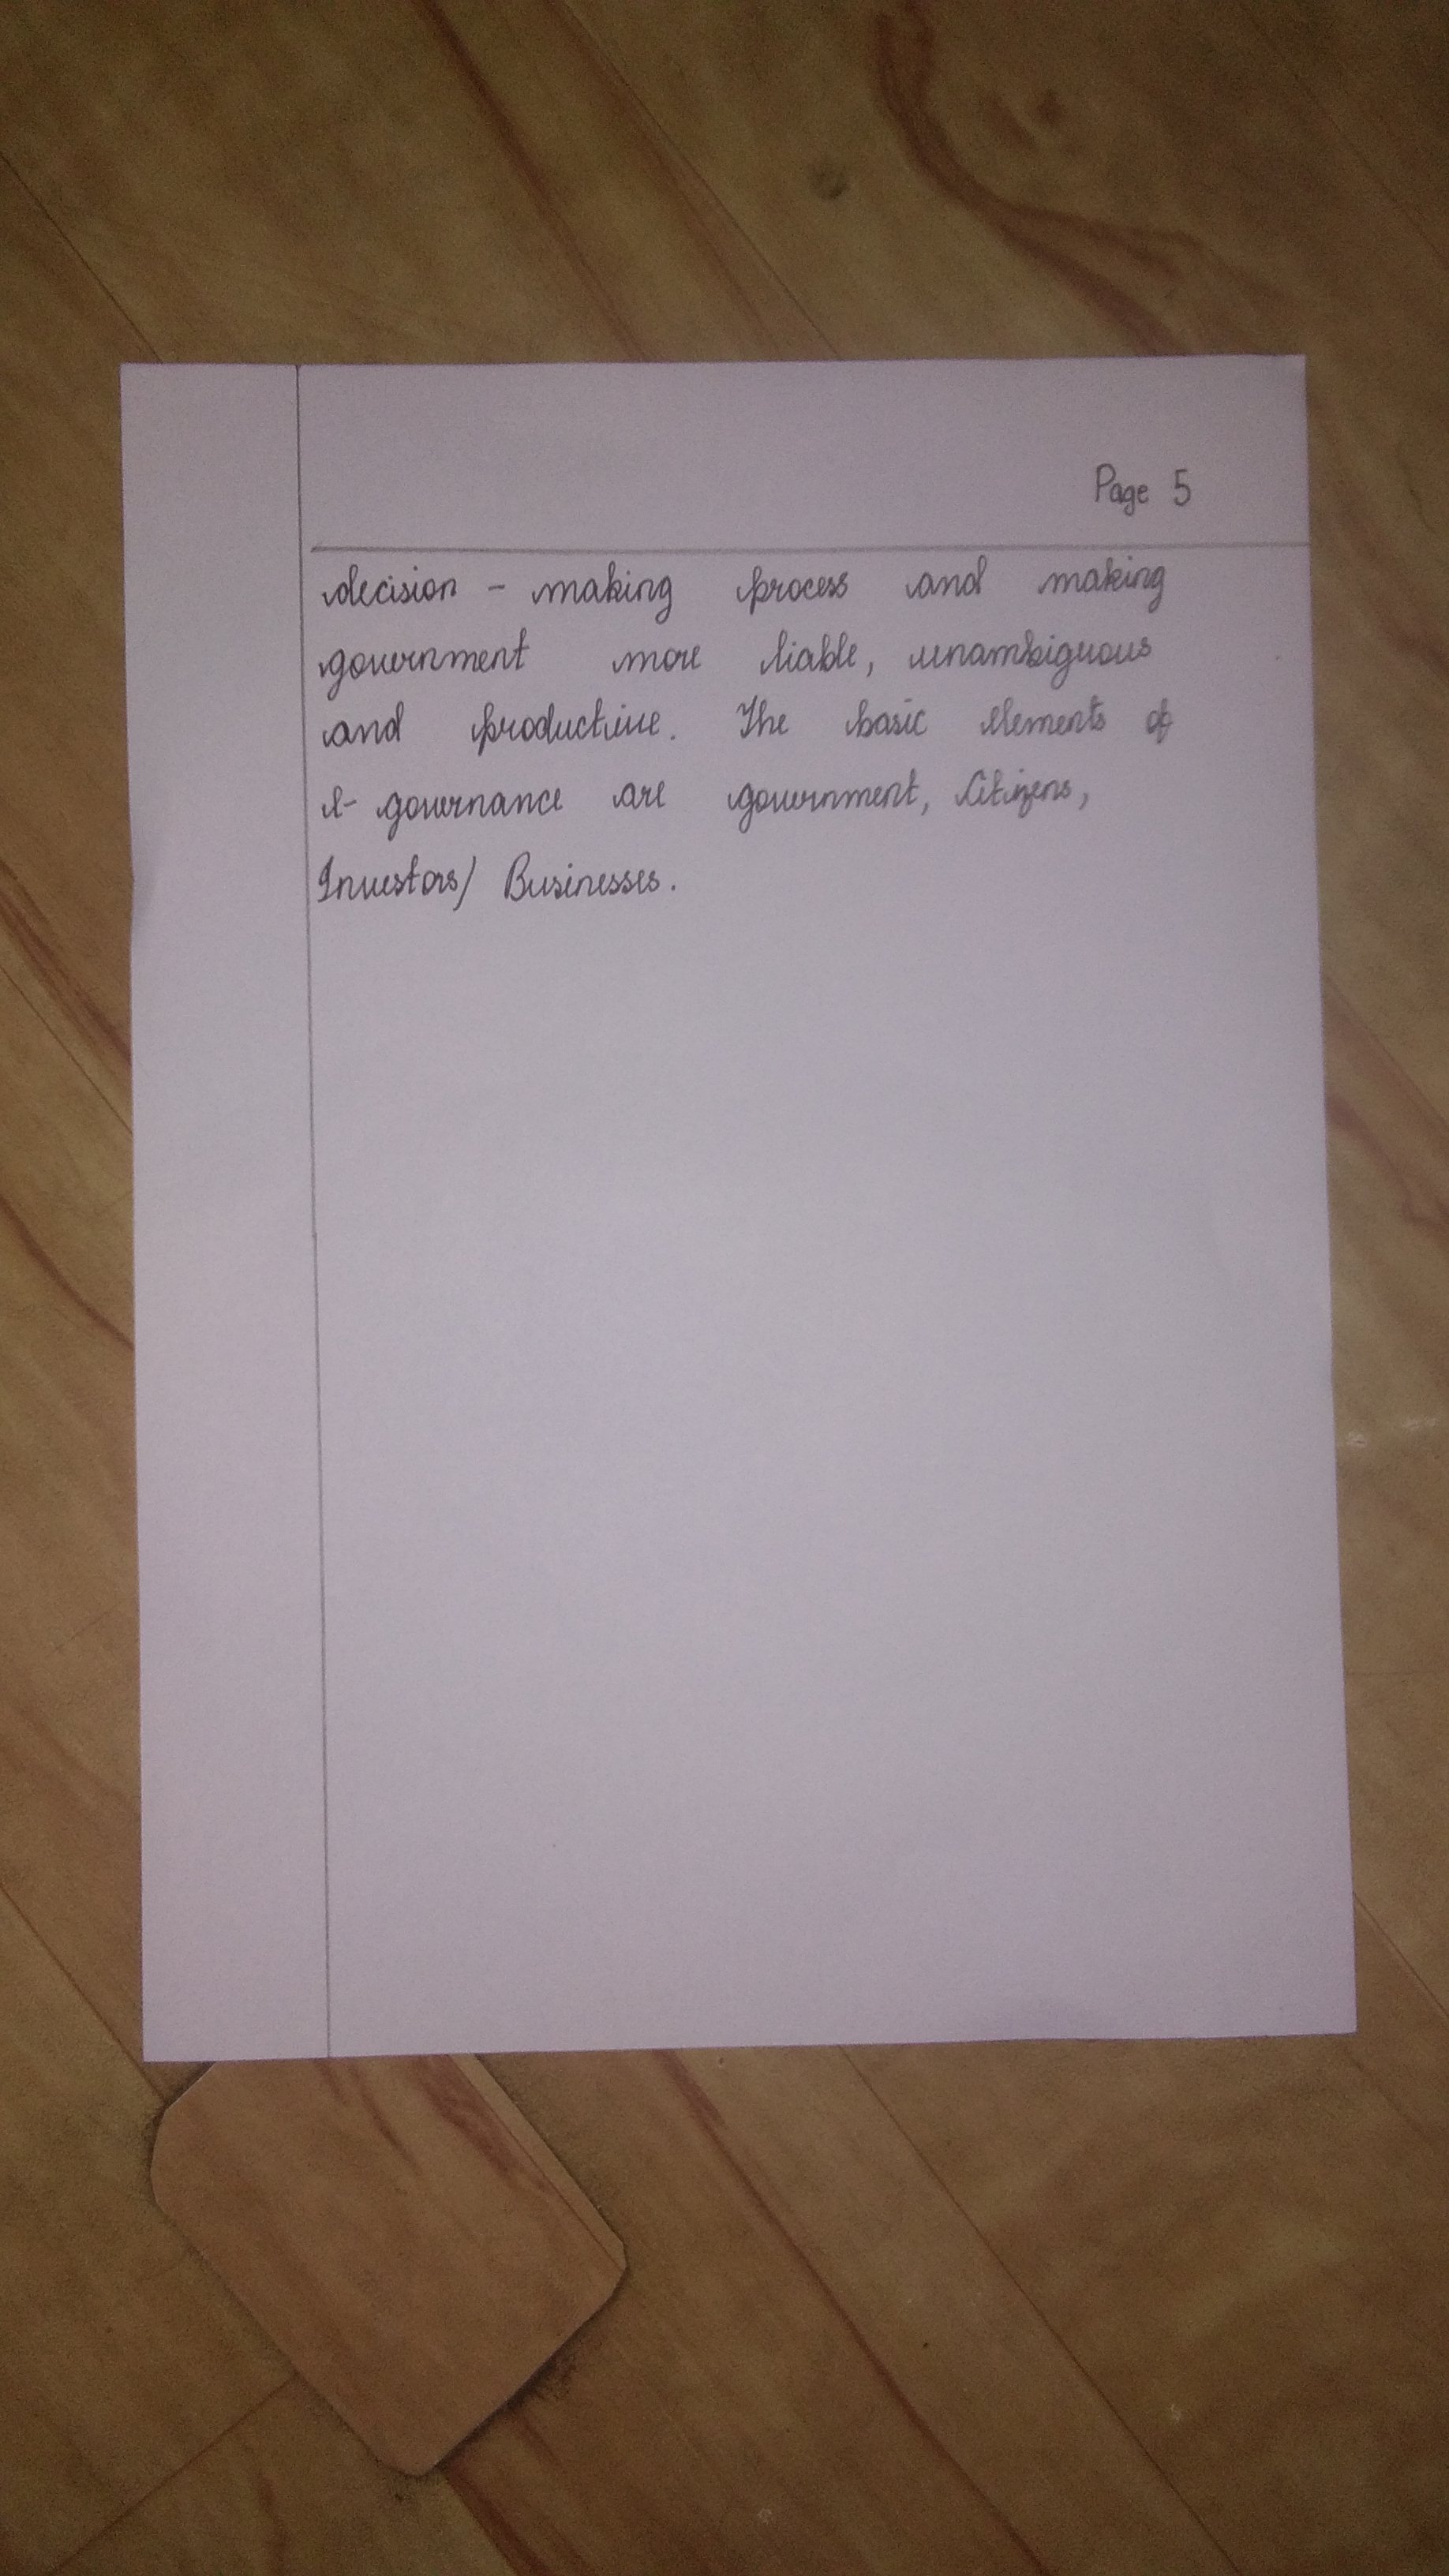 Page 5
decision - making process and making
government more liable, unambiguous
and productive. The basic elements of
e- governance are government, Citizens,
Investors/ Businesses.